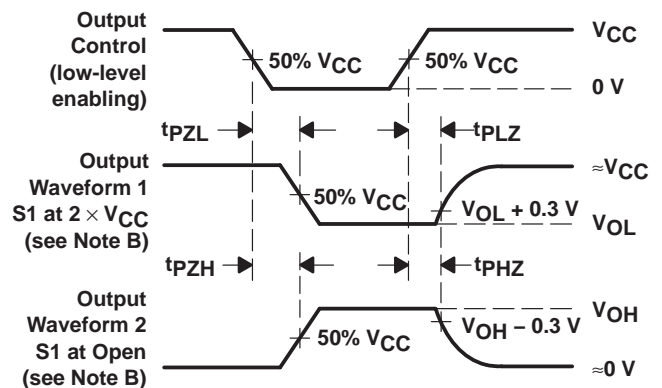 Output
Control
(low-level
enabling)
50% VCC
50% VCC
VCC
0 V
tPZL
tPLZ
Output
Waveform 1
S1 at 2 × VCC
(see Note B)
50% VCC
VOL + 0.3 V
≈VCC
VOL
tPZH
tPHZ
Output
Waveform 2
S1 at Open
(see Note B)
50% VCC
VOH − 0.3 V
VOH
≈0 V